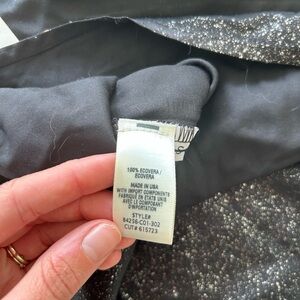 100% ECOVERA /
ECOVERA
MADE IN USA
WITH IMPORT COMPONENTS
FABRIQUE EN ETATS-UNIS
AVEC LE COMPOSANT
D'IMPORTATION
STYLE#
84256-C01-302
CUT# 615723